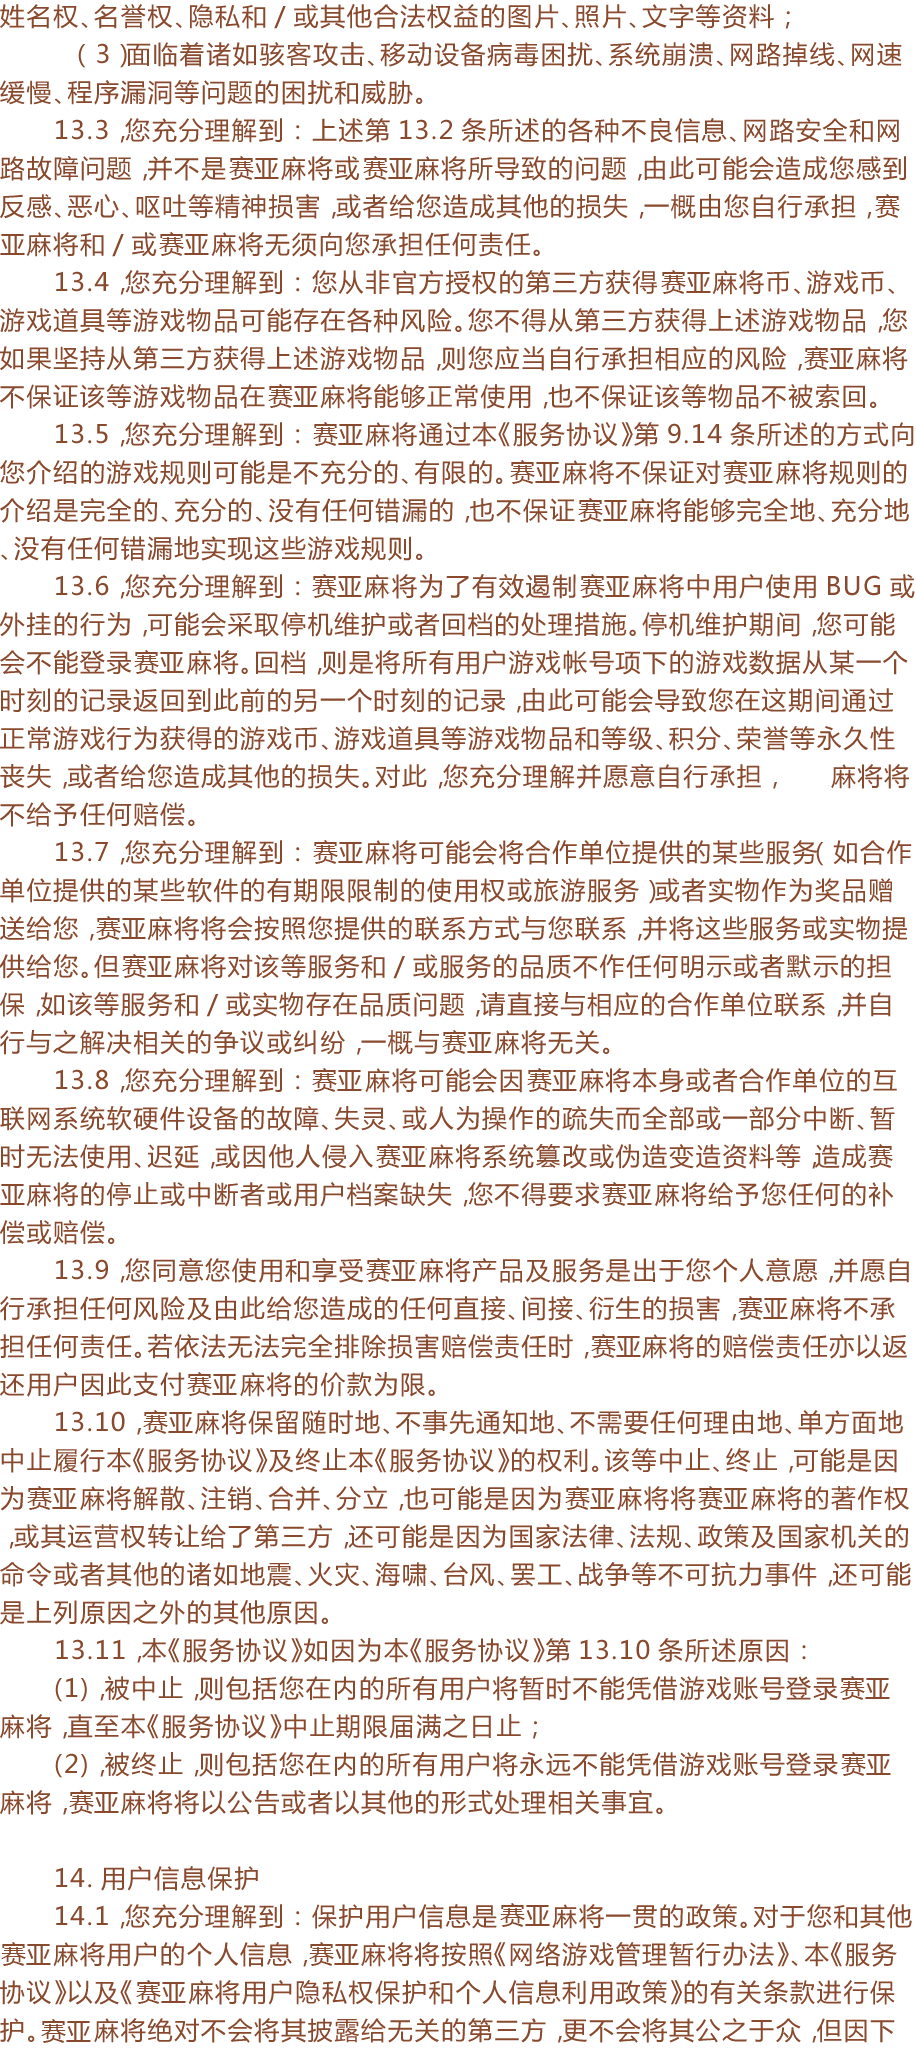 姓名权、名誉权、隐私和/或其他合法权益的图片、照片、文字等资料；
（3）面临着诸如骇客攻击、移动设备病毒困扰、系统崩溃、网路掉线、网速
缓慢、程序漏洞等问题的困扰和威胁。
13.3，您充分理解到：上述第13.2条所述的各种不良信息、网路安全和网
路故障问题，并不是赛亚麻将或赛亚麻将所导致的问题，由此可能会造成您感到
反感、恶心、呕吐等精神损害，或者给您造成其他的损失，一概由您自行承担，赛
亚麻将和/或赛亚麻将无须向您承担任何责任。
13.4，您充分理解到：您从非官方授权的第三方获得赛亚麻将币、游戏币、
游戏道具等游戏物品可能存在各种风险。您不得从第三方获得上述游戏物品，您
如果坚持从第三方获得上述游戏物品，则您应当自行承担相应的风险，赛亚麻将
不保证该等游戏物品在赛亚麻将能够正常使用，也不保证该等物品不被索回。
13.5，您充分理解到：赛亚麻将通过本《服务协议》第9.14条所述的方式向
您介绍的游戏规则可能是不充分的、有限的。赛亚麻将不保证对赛亚麻将规则的
介绍是完全的、充分的、没有任何错漏的，也不保证赛亚麻将能够完全地、充分地
、没有任何错漏地实现这些游戏规则。
13.6，您充分理解到：赛亚麻将为了有效遏制赛亚麻将中用户使用BUG或
外挂的行为，可能会采取停机维护或者回档的处理措施。停机维护期间，您可能
会不能登录赛亚麻将。回档，则是将所有用户游戏帐号项下的游戏数据从某一个
时刻的记录返回到此前的另一个时刻的记录，由此可能会导致您在这期间通过
正常游戏行为获得的游戏币、游戏道具等游戏物品和等级、积分、荣誉等永久性
丧失，或者给您造成其他的损失。对此，您充分理解并愿意自行承担，　　麻将将
不给予任何赔偿。
13.7，您充分理解到：赛亚麻将可能会将合作单位提供的某些服务（如合作
单位提供的某些软件的有期限限制的使用权或旅游服务）或者实物作为奖品赠
送给您，赛亚麻将将会按照您提供的联系方式与您联系，并将这些服务或实物提
供给您。但赛亚麻将对该等服务和/或服务的品质不作任何明示或者默示的担
保，如该等服务和/或实物存在品质问题，请直接与相应的合作单位联系，并自
行与之解决相关的争议或纠纷，一概与赛亚麻将无关。
13.8，您充分理解到：赛亚麻将可能会因赛亚麻将本身或者合作单位的互
联网系统软硬件设备的故障、失灵、或人为操作的疏失而全部或一部分中断、暂
时无法使用、迟延，或因他人侵入赛亚麻将系统篡改或伪造变造资料等，造成赛
亚麻将的停止或中断者或用户档案缺失，您不得要求赛亚麻将给予您任何的补
偿或赔偿。
13.9，您同意您使用和享受赛亚麻将产品及服务是出于您个人意愿，并愿自
行承担任何风险及由此给您造成的任何直接、间接、衍生的损害，赛亚麻将不承
担任何责任。若依法无法完全排除损害赔偿责任时，赛亚麻将的赔偿责任亦以返
还用户因此支付赛亚麻将的价款为限。
13.10，赛亚麻将保留随时地、不事先通知地、不需要任何理由地、单方面地
中止履行本《服务协议》及终止本《服务协议》的权利。该等中止、终止，可能是因
为赛亚麻将解散、注销、合并、分立，也可能是因为赛亚麻将将赛亚麻将的著作权
，或其运营权转让给了第三方，还可能是因为国家法律、法规、政策及国家机关的
命令或者其他的诸如地震、火灾、海啸、台风、罢工、战争等不可抗力事件，还可能
是上列原因之外的其他原因。
13.11，本《服务协议》如因为本《服务协议》第13.10条所述原因：
(1)，被中止，则包括您在内的所有用户将暂时不能凭借游戏账号登录赛亚
麻将，直至本《服务协议》中止期限届满之日止；
(2)，被终止，则包括您在内的所有用户将永远不能凭借游戏账号登录赛亚
麻将，赛亚麻将将以公告或者以其他的形式处理相关事宜。
14. 用户信息保护
14.1，您充分理解到：保护用户信息是赛亚麻将一贯的政策。对于您和其他
赛亚麻将用户的个人信息，赛亚麻将将按照《网络游戏管理暂行办法》、本《服务
协议》以及《赛亚麻将用户隐私权保护和个人信息利用政策》的有关条款进行保
护。赛亚麻将绝对不会将其披露给无关的第三方，更不会将其公之于众，但因下